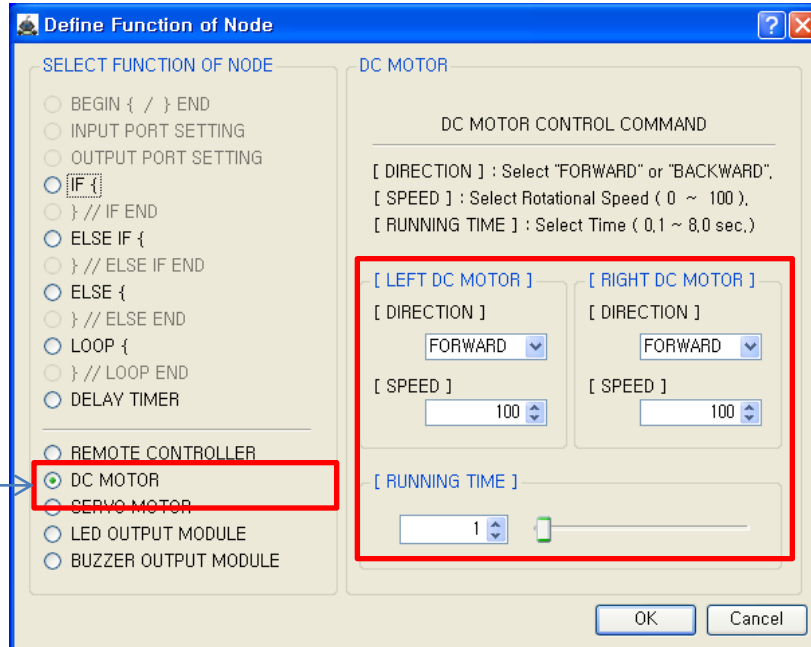 Define Function of Node
SELECT FUNCTION OF NODE
BEGIN { / } END
INPUT PORT SETTING
OUTPUT PORT SETTING
IF {
} // IF END
ELSE IF {
} // ELSE IF END
ELSE {
} // ELSE END
LOOP {
} // LOOP END
DELAY TIMER
REMOTE CONTROLLER
DC MOTOR
SERVO MOTOR
LED OUTPUT MODULE
BUZZER OUTPUT MODULE
DC MOTOR
DC MOTOR CONTROL COMMAND
[ DIRECTION ] : Select "FORWARD" or "BACKWARD".
[ SPEED ] : Select Rotational Speed ( 0 ~ 100 ).
[ RUNNING TIME ] : Select Time ( 0.1 ~ 8.0 sec.)
[ LEFT DC MOTOR ]
[ DIRECTION ]
FORWARD
[ SPEED ]
100
[ RIGHT DC MOTOR ]
[ DIRECTION ]
FORWARD
[ SPEED ]
100
[ RUNNING TIME ]
1
OK
Cancel